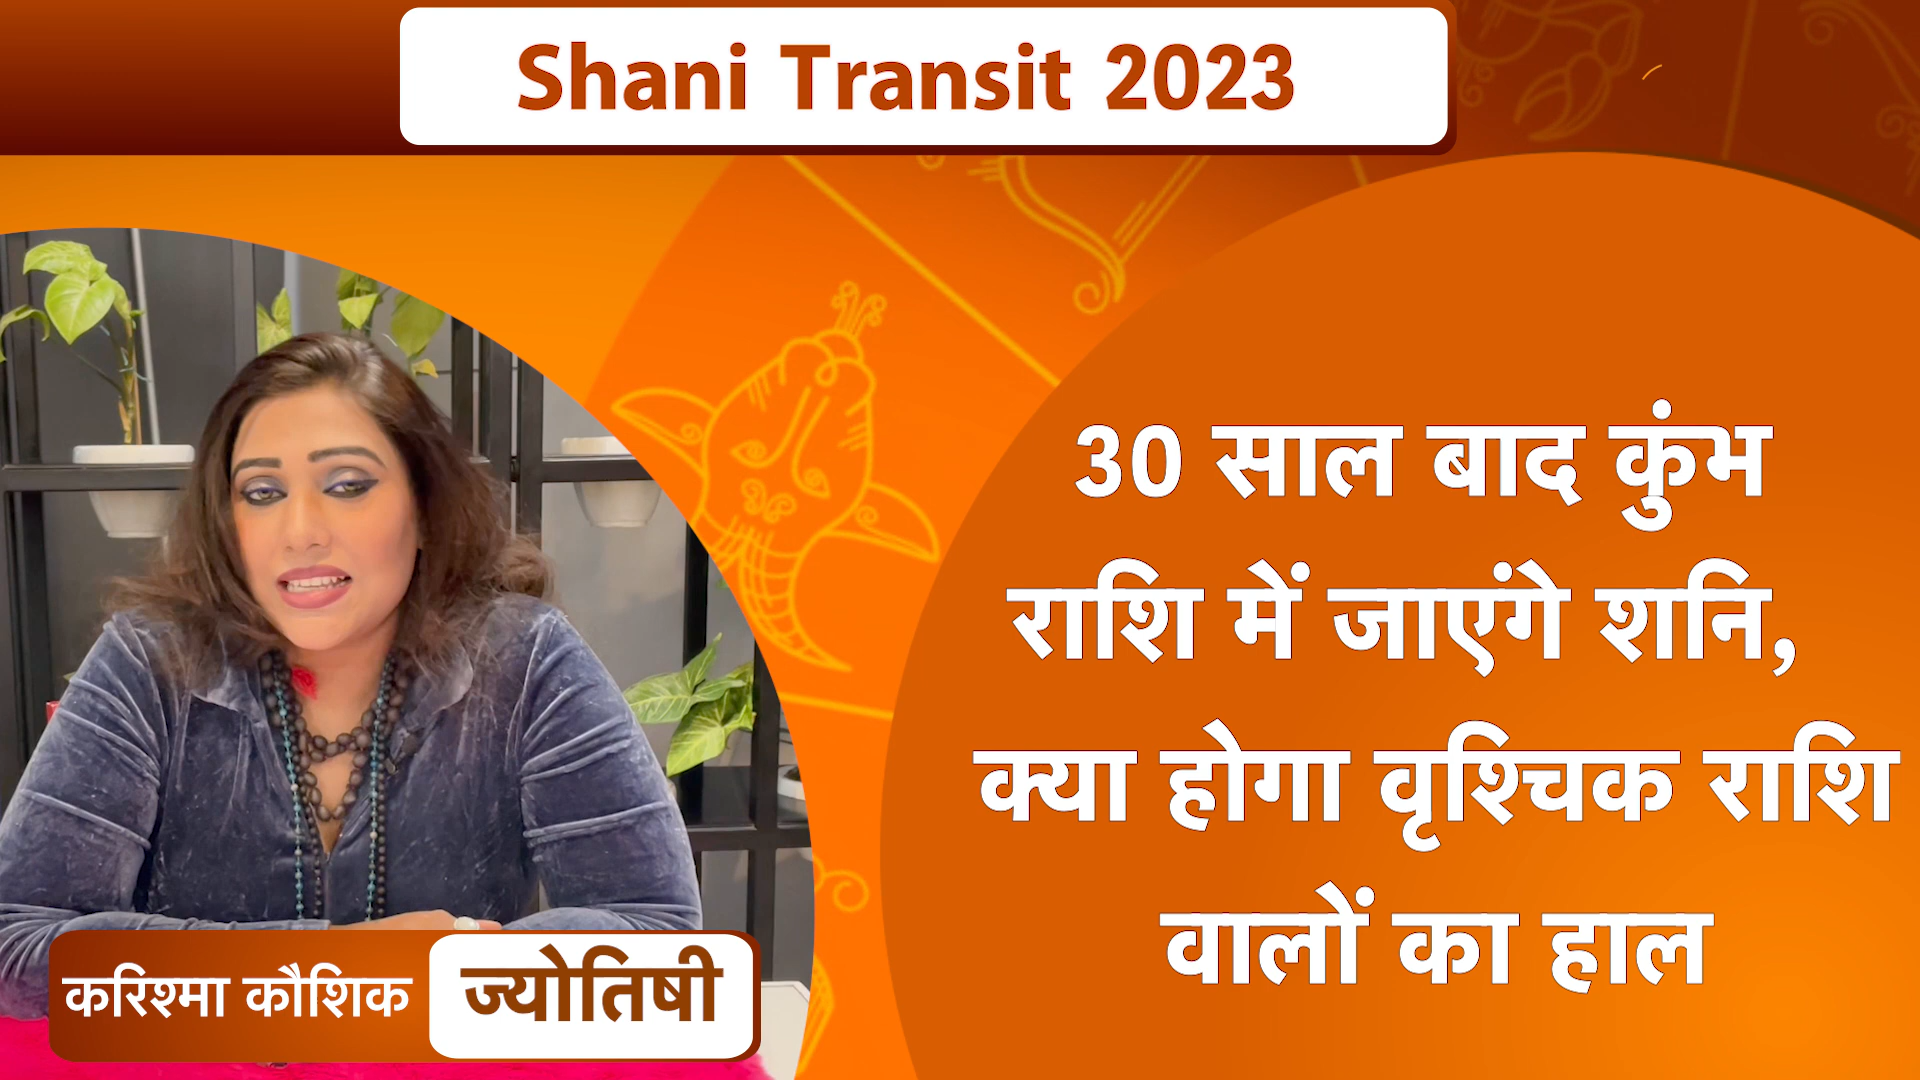 Shani Transit 2023
30 साल बाद कुंभ
राशि में जाएंगे शनि,
क्या होगा वृश्चिक राशि
वालों का हाल
करिश्मा कौशिक ज्योतिषी